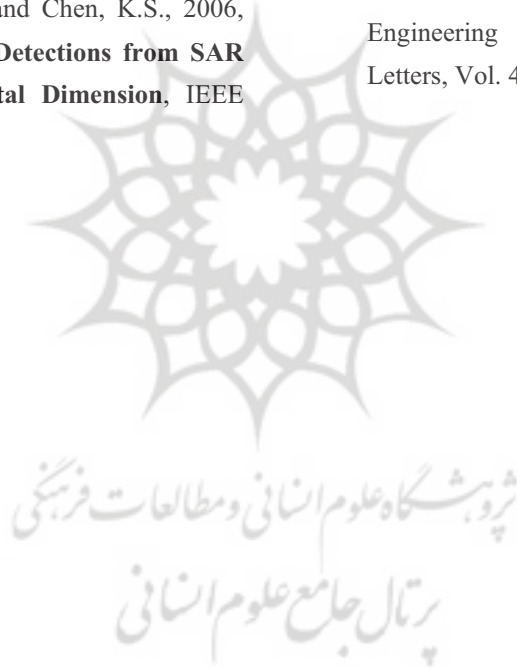 and Chen, K.S., 2006,
Detections from SAR
tal Dimension, IEEE
Engineering
Letters, Vol. 4
پژوهشگاه علوم انسانی و مطالعات فرهنگی
پرتال جامع علوم انسانی